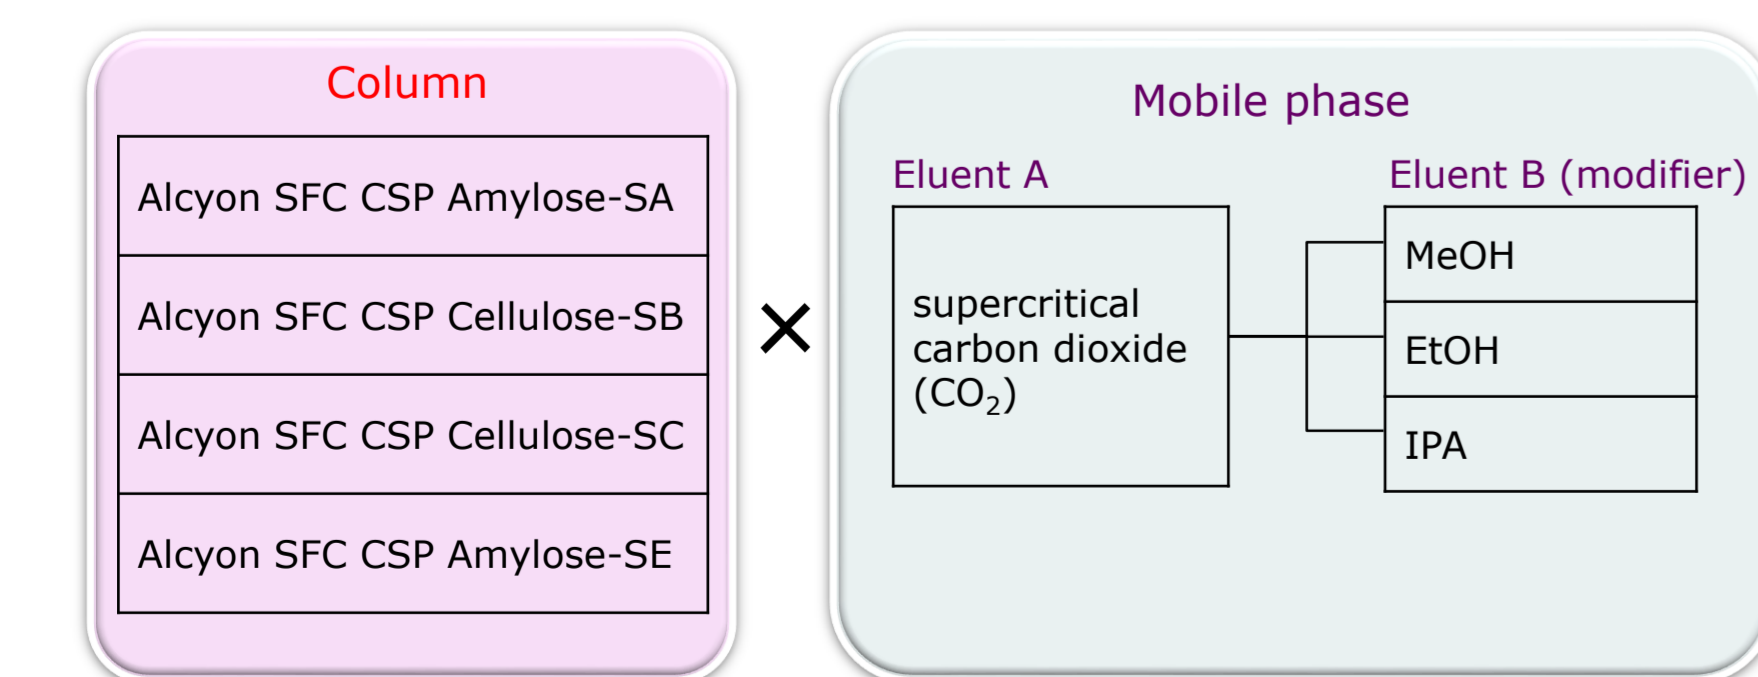 Column
Alcyon SFC CSP Amylose-SA
Alcyon SFC CSP Cellulose-SB
Alcyon SFC CSP Cellulose-SC
Alcyon SFC CSP Amylose-SE
×
Mobile phase
Eluent A
supercritical
carbon dioxide
(CO₂)
Eluent B (modifier)
MeOH
EtOH
IPA